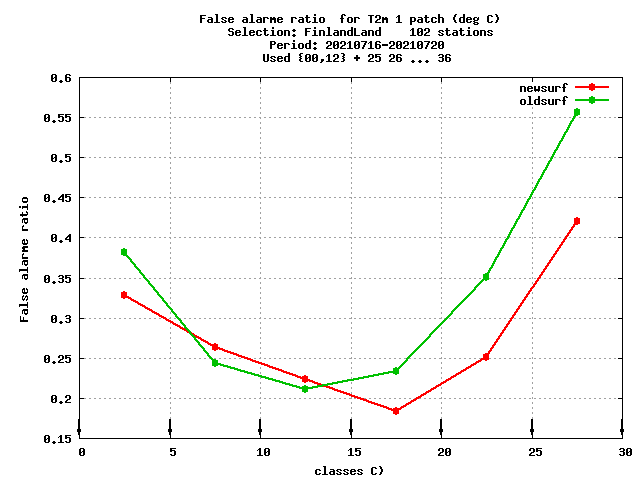 False alarme ratio  for T2m 1 patch (deg C)
Selection: FinlandLand    102 stations
Period: 20210716-20210720
Used {00,12} + 25 26 ... 36
newsurf
oldsurf
0.6
0.55
0.5
0.45
0.4
0.35
0.3
0.25
0.2
0.15
False alarme ratio
0 5 10 15 20 25 30
classes C)